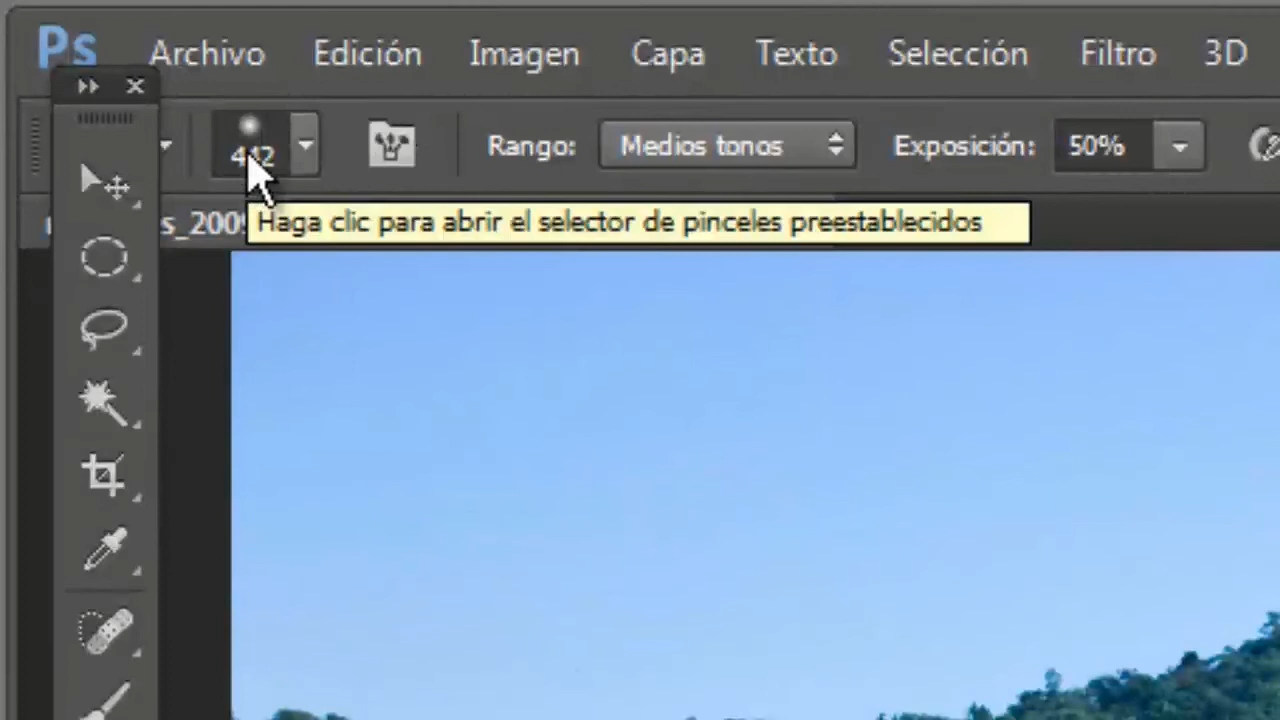 Ps Archivo Edición Imagen Capa Texto Selección Filtro 3D
442 Rango: Medios tonos Exposición: 50%
s_2009
Haga clic para abrir el selector de pinceles preestablecidos